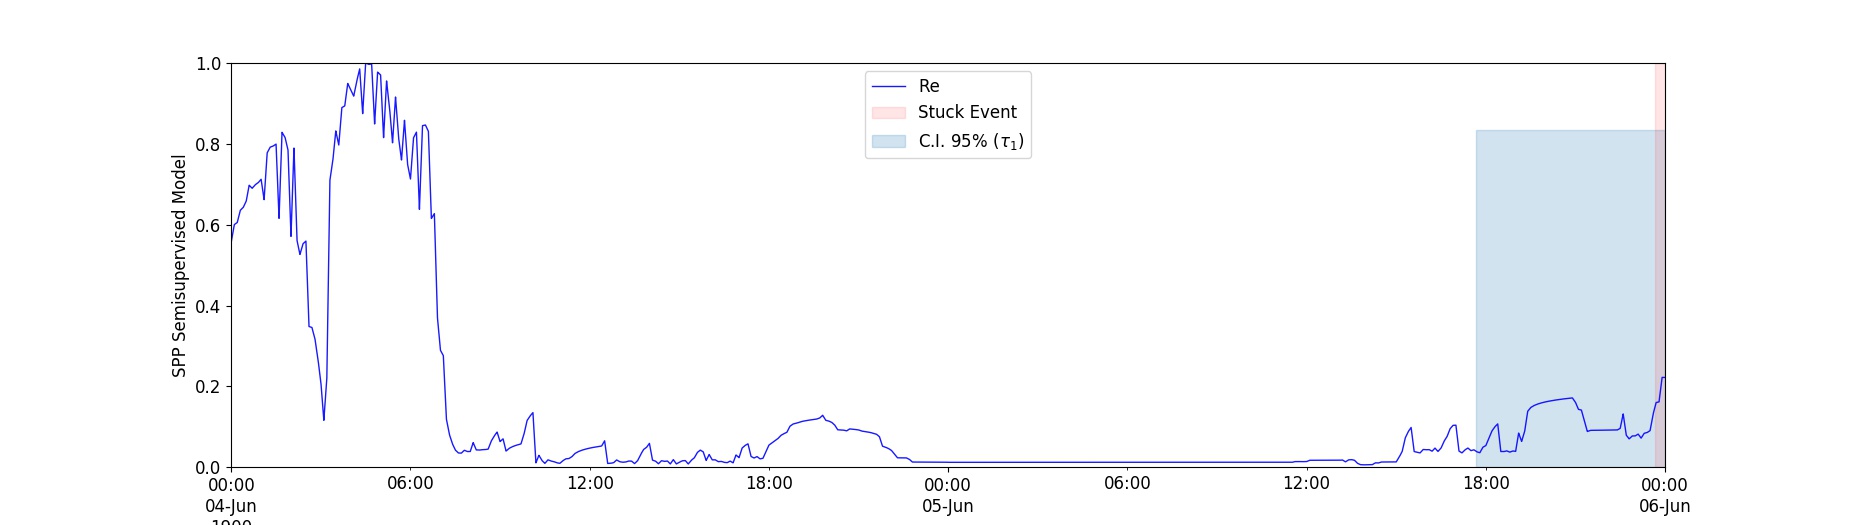 SPP Semisupervised Model
1.0
0.8
0.6
0.4
0.2
0.0
Re
Stuck Event
C.I. 95% (τ₁)
00:00 06:00 12:00 18:00 00:00 06:00 12:00 18:00 00:00
04-Jun 05-Jun 06-Jun
1900